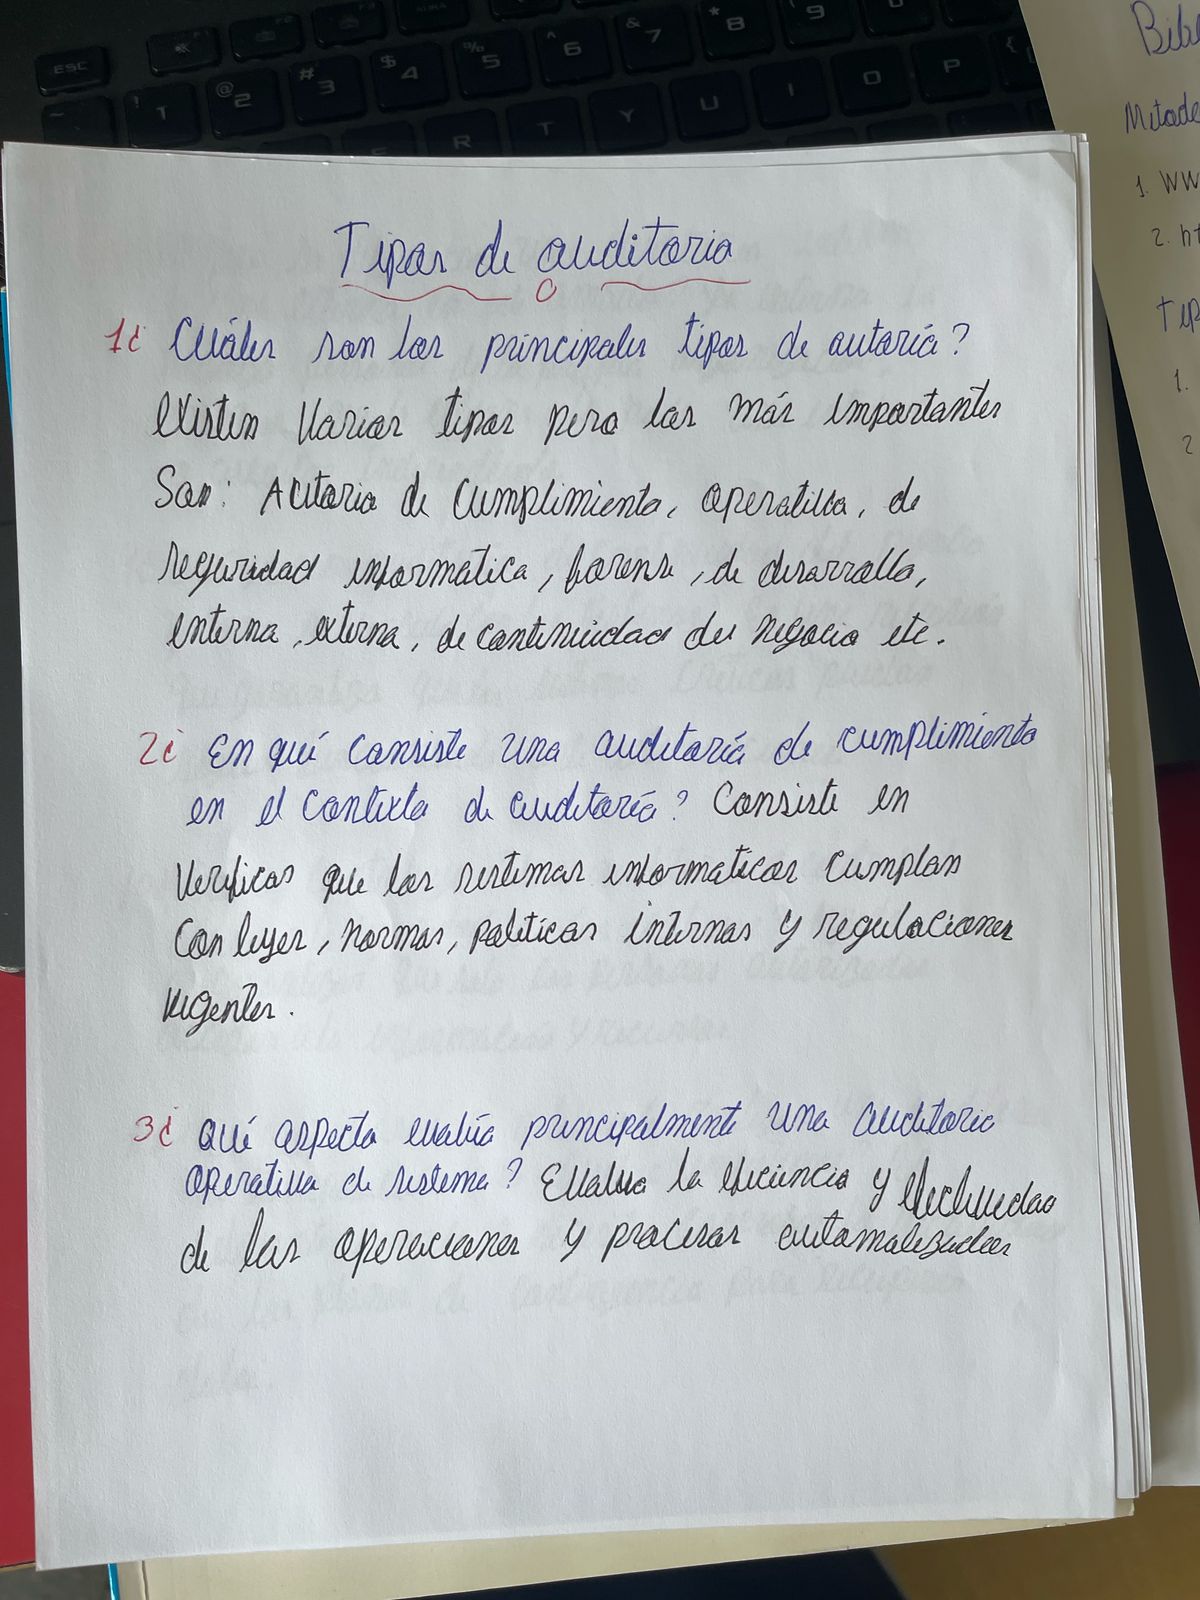 Tipos de auditoria
1¿ Cuáles son los principales tipos de autaría?
Existen Varios tipos pero los más importantes
Son: Acitoria de cumplimiento, operativa, de
seguridad informática, forense, de desarrollo,
interna, externa, de continuidad del negocio etc.
2¿ En qué consiste una auditaría de cumplimiento
en el contexto de auditoría? Consiste en
Verificas que los sistemas informaticos cumplan
Con leyes, normas, politicas internas y regulaciones
vigentes.
3¿ Qué aspecto evalúa principalmente una auditoria
operativa de sistema? Evalua la eficiencia y efectividad
de las operaciones y procesos automatizados
Bib
Metode
1. WW
2. ht
Tip
1.
2
ESC
! 1
@ 2
# 3
$ 4
% 5
^ 6
& 7
* 8
( 9
R T Y U I O P